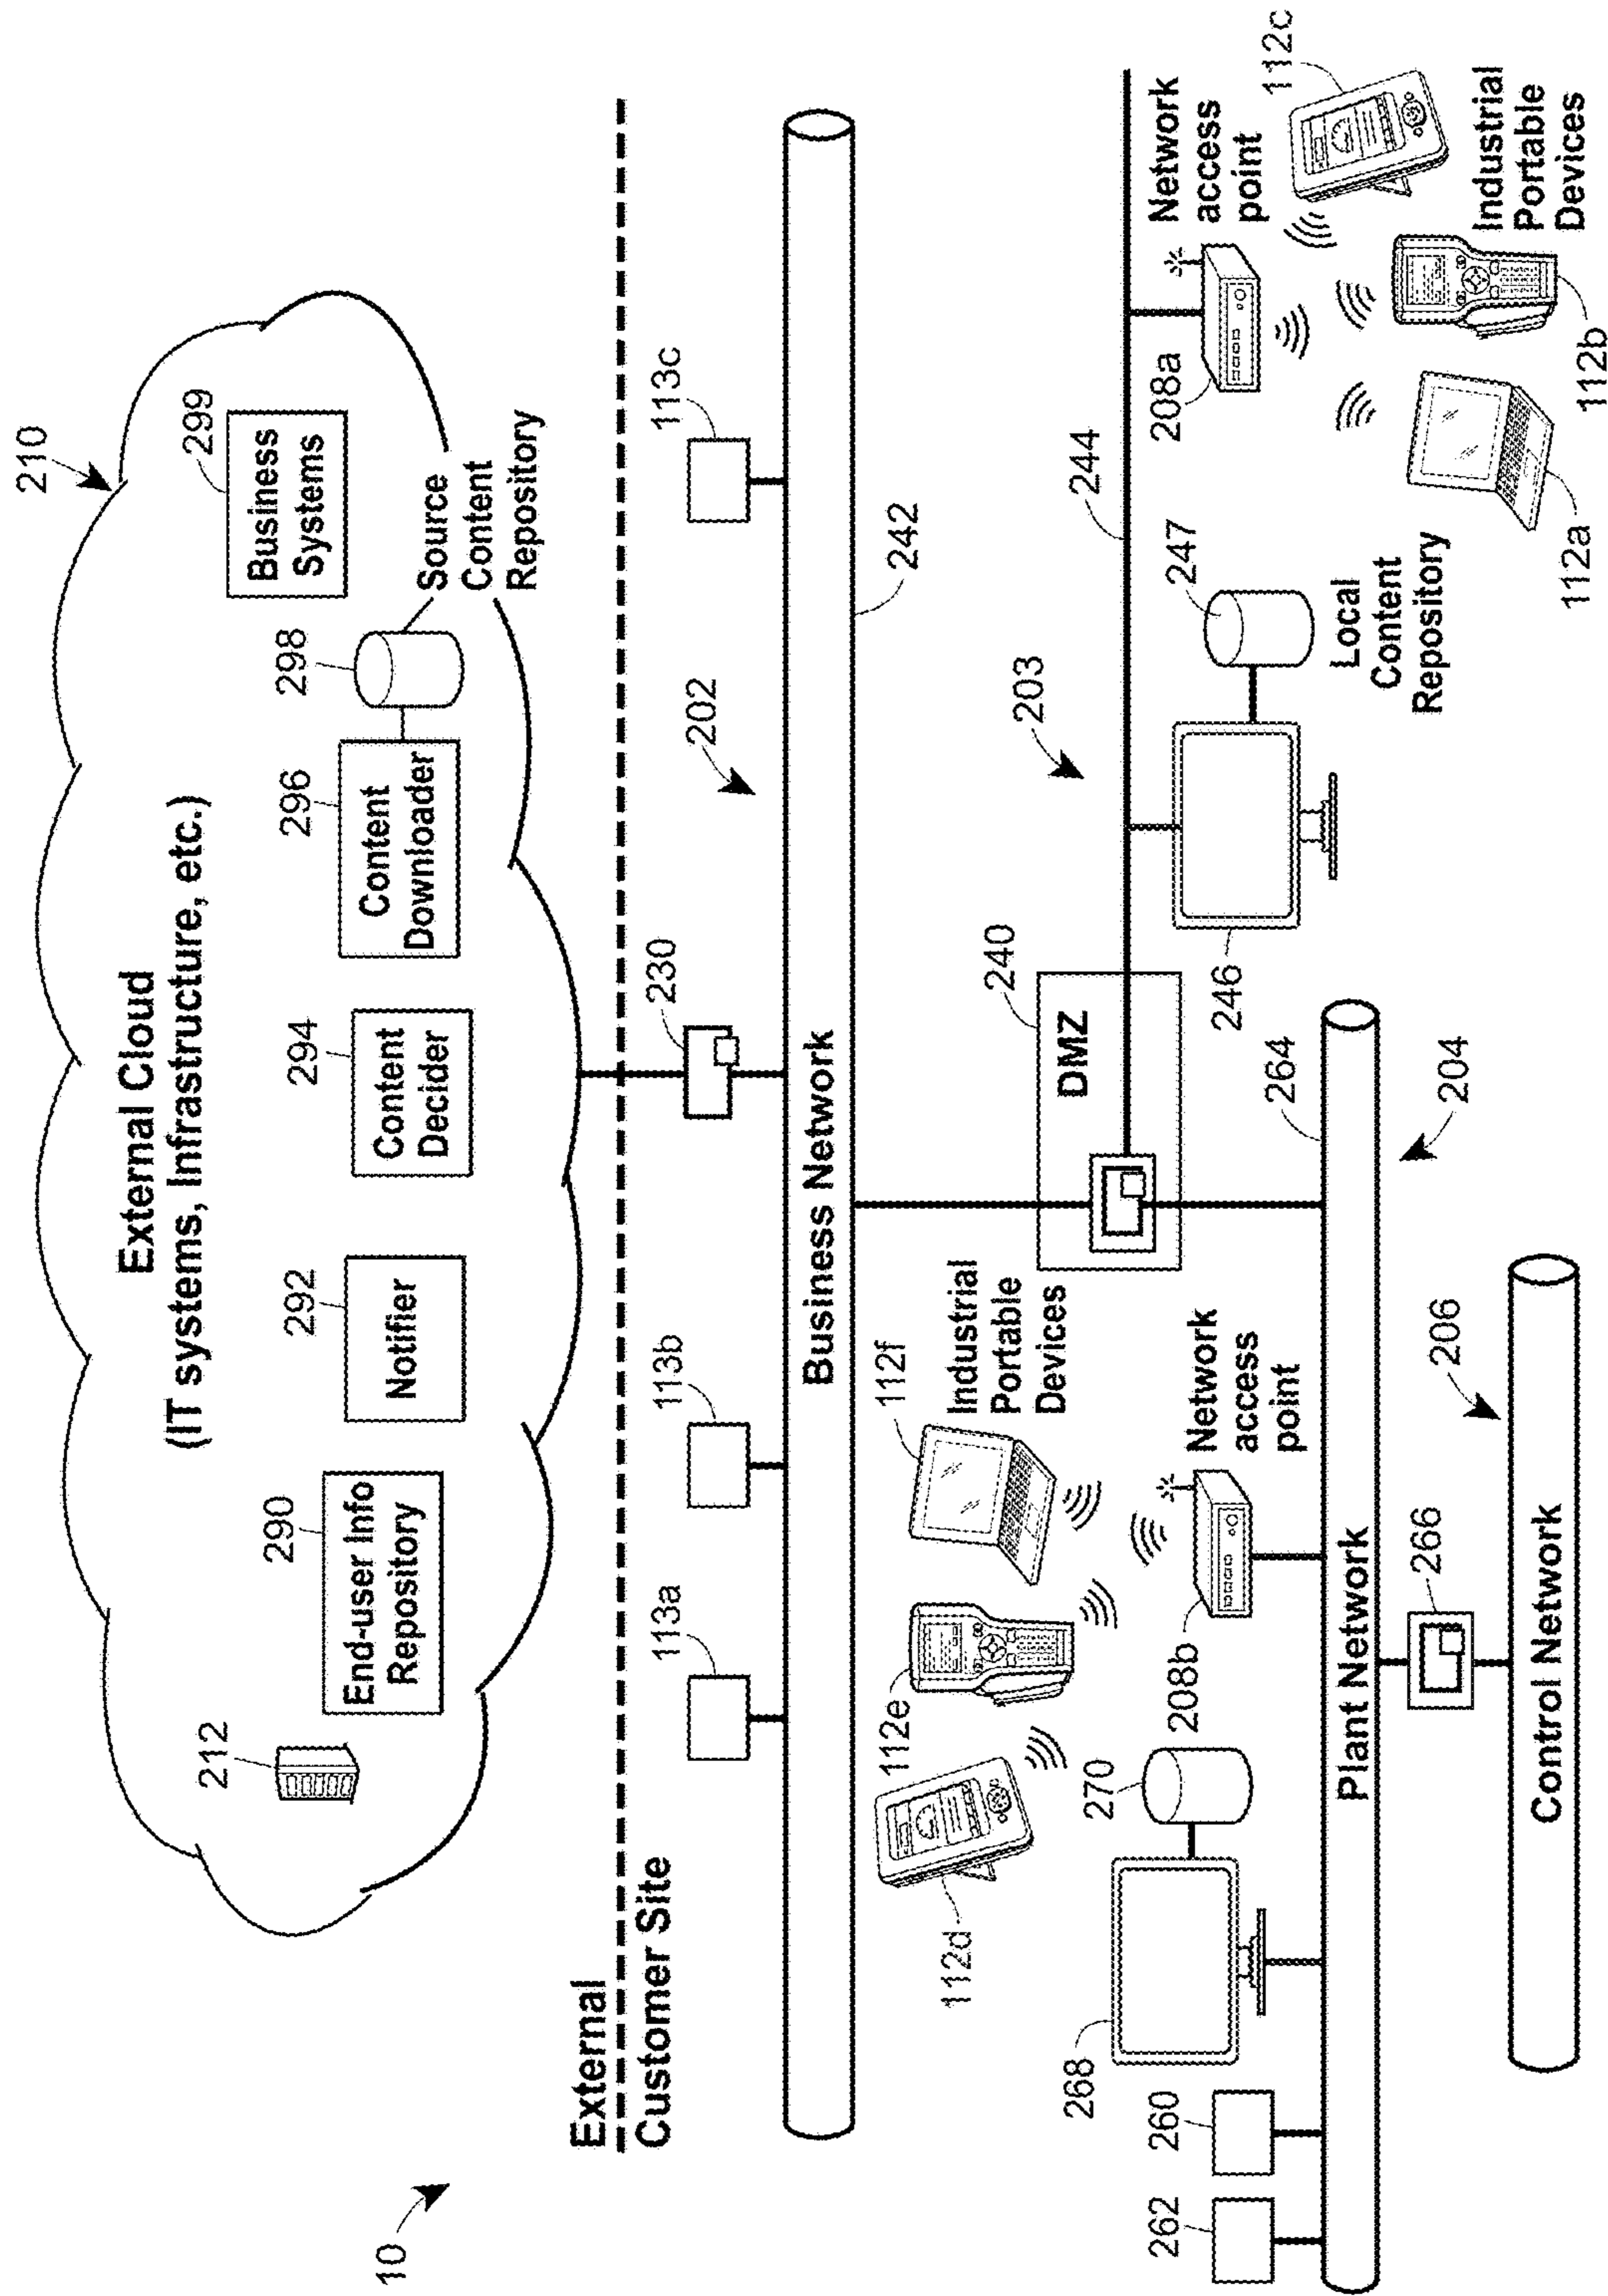 10
210
External Cloud
(IT systems, Infrastructure, etc.)
212
290
End-user Info
Repository
292
Notifier
294
Content
Decider
296
Content
Downloader
298
299
Business
Systems
Source
Content
Repository
External
Customer Site
113a
113b
230
202
113c
Business Network
242
112d
112e
112f
Industrial
Portable
Devices
240
DMZ
203
244
268
270
208b
Network
access
point
246
247
Local
Content
Repository
208a
Network
access
point
112c
112a
112b
Industrial
Portable
Devices
262
260
264
Plant Network
204
266
206
Control Network